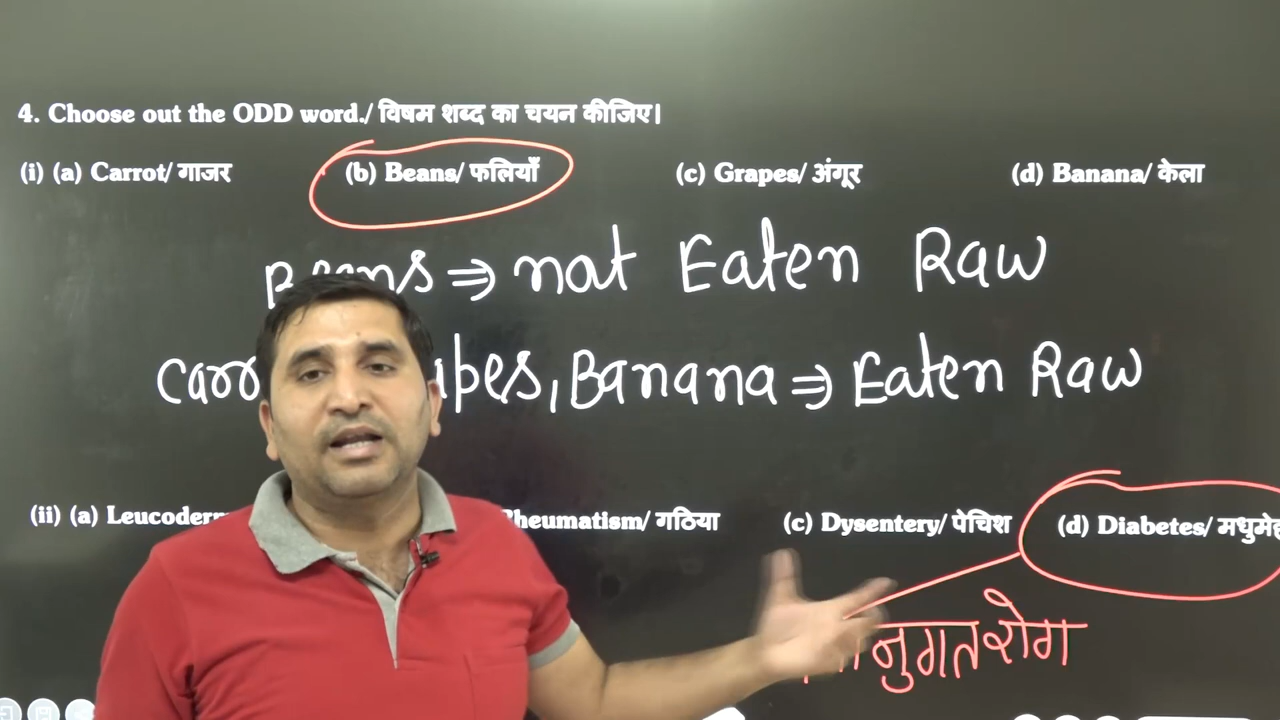 4. Choose out the ODD word./ विषम शब्द का चयन कीजिए।
(i) (a) Carrot/ गाजर (b) Beans/ फलियाँ (c) Grapes/ अंगूर (d) Banana/ केला
⇒ not Eaten Raw
Banana ⇒ Eaten Raw
(ii) (a) Rheumatism/ गठिया (c) Dysentery/ पेचिश (d) Diabetes/